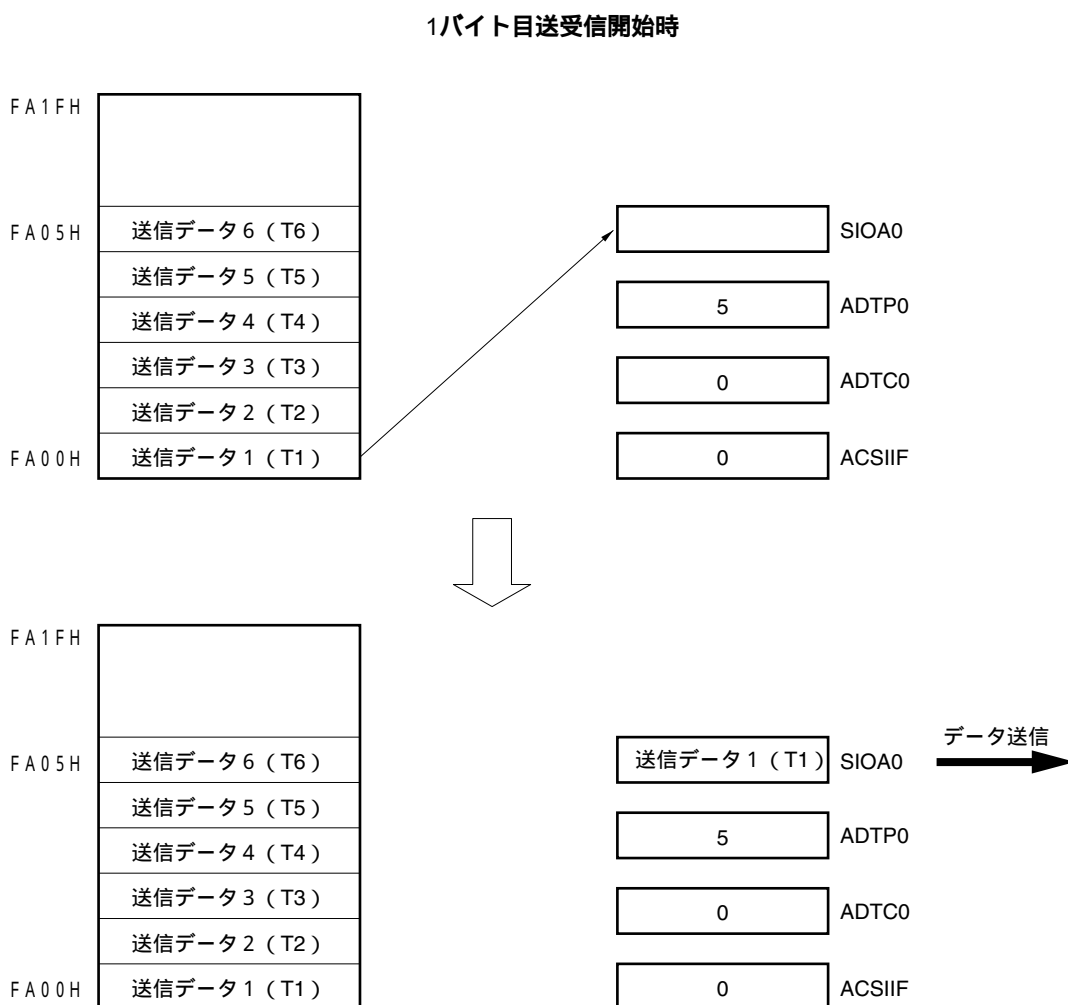 1バイト目送受信開始時
FA1FH
FA05H 送信データ6（T6） SIOA0
送信データ5（T5）
送信データ4（T4） 5 ADTP0
送信データ3（T3） 0 ADTC0
送信データ2（T2）
FA00H 送信データ1（T1） 0 ACSIIF
FA1FH
データ送信
FA05H 送信データ6（T6） 送信データ1（T1） SIOA0
送信データ5（T5）
送信データ4（T4） 5 ADTP0
送信データ3（T3） 0 ADTC0
送信データ2（T2）
FA00H 送信データ1（T1） 0 ACSIIF